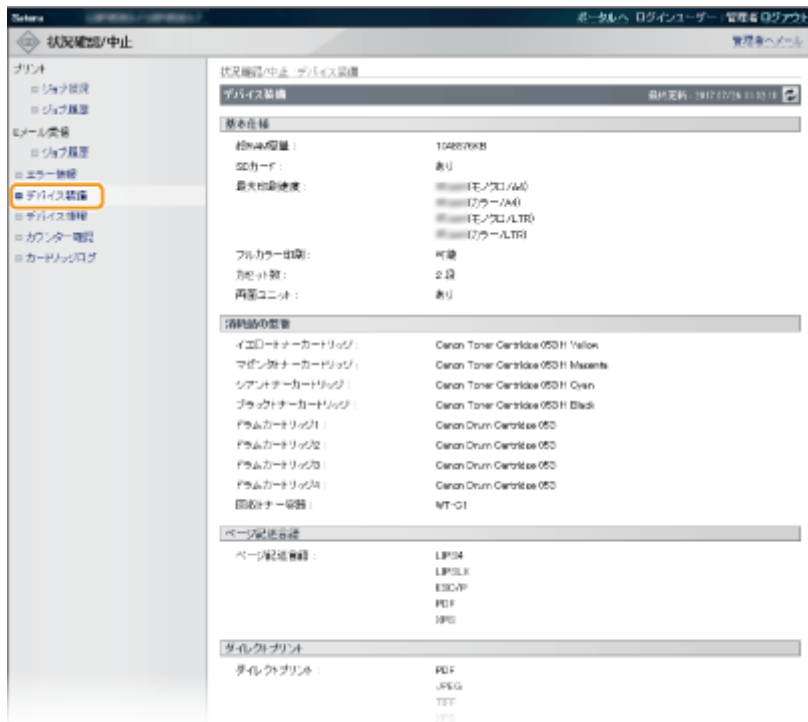 Satera
ポータルへ ログインユーザー: 管理者 ログアウト
状況確認/中止
管理者へメール
プリント
ジョブ状況
ジョブ履歴
Eメール受信
ジョブ履歴
エラー情報
デバイス装備
デバイス情報
カウンター確認
カートリッジログ
状況確認/中止 : デバイス装備
デバイス装備
最終更新 :
基本仕様
総RAM容量 : 1048576KB
SDカード : あり
最大印刷速度 : (モノクロ/A4)
(カラー/A4)
(モノクロ/LTR)
(カラー/LTR)
フルカラー印刷 : 可能
カセット数 : 2 段
両面ユニット : あり
消耗品の型番
イエロートナーカートリッジ : Canon Toner Cartridge 053 H Yellow
マゼンタトナーカートリッジ : Canon Toner Cartridge 053 H Magenta
シアントナーカートリッジ : Canon Toner Cartridge 053 H Cyan
ブラックトナーカートリッジ : Canon Toner Cartridge 053 H Black
ドラムカートリッジ1 : Canon Drum Cartridge 053
ドラムカートリッジ2 : Canon Drum Cartridge 053
ドラムカートリッジ3 : Canon Drum Cartridge 053
ドラムカートリッジ4 : Canon Drum Cartridge 053
回収トナー容器 : WT-C1
ページ記述言語
ページ記述言語 : LIPS4
LIPSLX
ESC/P
PDF
XPS
ダイレクトプリント
ダイレクトプリント : PDF
JPEG
TIFF
XPS